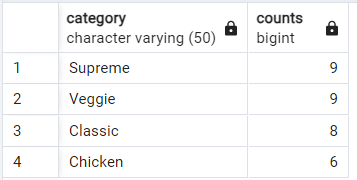 category counts
character varying (50) bigint
1 Supreme 9
2 Veggie 9
3 Classic 8
4 Chicken 6